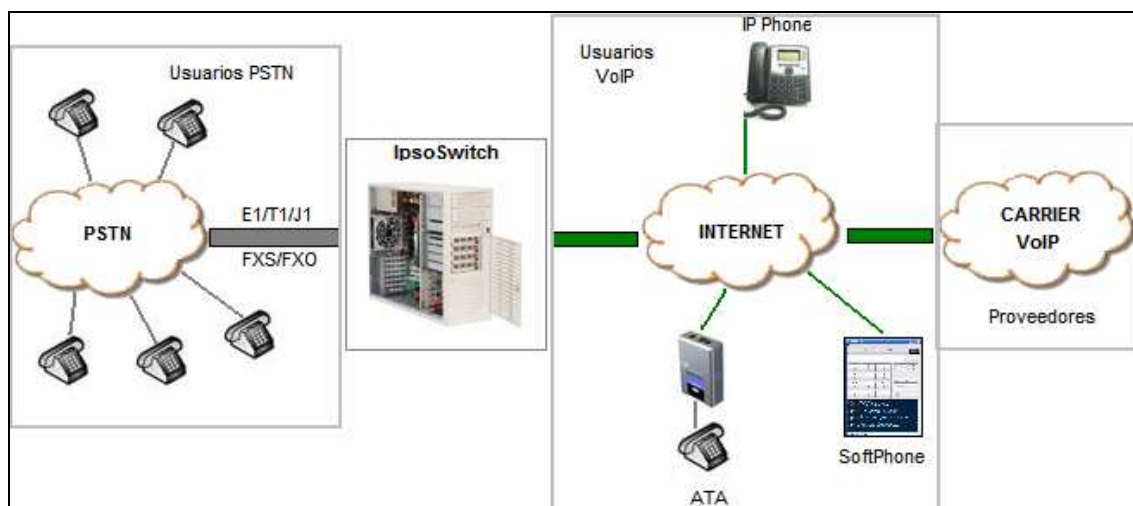 Usuarios PSTN
PSTN
E1/T1/J1
FXS/FXO
IpsoSwitch
Usuarios
VoIP
IP Phone
INTERNET
ATA
SoftPhone
CARRIER
VoIP
Proveedores